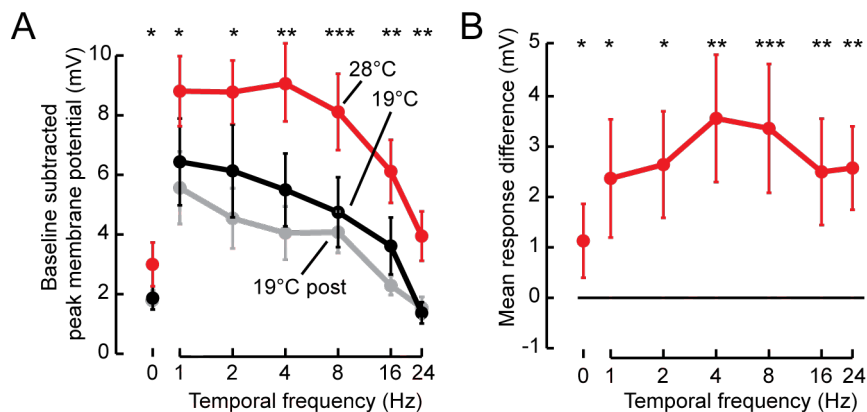 A
* * * ** *** ** **
Baseline subtracted
peak membrane potential (mV)
10
8
6
4
2
0
28°C
19°C
19°C post
0 1 2 4 8 16 24
Temporal frequency (Hz)
B
* * * ** *** ** **
Mean response difference (mV)
5
4
3
2
1
0
-1
0 1 2 4 8 16 24
Temporal frequency (Hz)